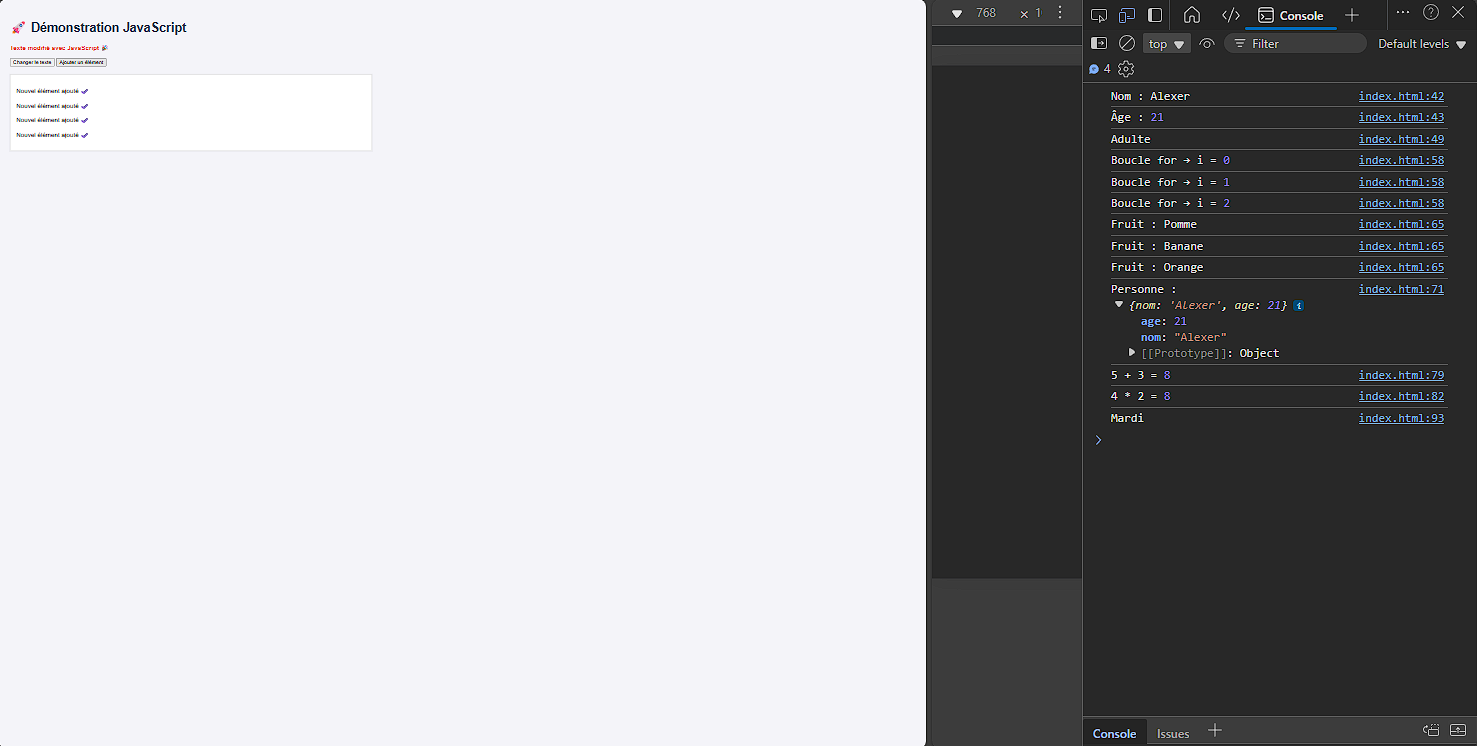 🚀 Démonstration JavaScript
Texte modifié avec JavaScript 🎉
Changer le texte Ajouter un élément
Nouvel élément ajouté ✔
Nouvel élément ajouté ✔
Nouvel élément ajouté ✔
Nouvel élément ajouté ✔
768 × 1
Console
top Filter Default levels
4
Nom : Alexer index.html:42
Âge : 21 index.html:43
Adulte index.html:49
Boucle for → i = 0 index.html:58
Boucle for → i = 1 index.html:58
Boucle for → i = 2 index.html:58
Fruit : Pomme index.html:65
Fruit : Banane index.html:65
Fruit : Orange index.html:65
Personne : index.html:71
{nom: 'Alexer', age: 21} i
age: 21
nom: "Alexer"
[[Prototype]]: Object
5 + 3 = 8 index.html:79
4 * 2 = 8 index.html:82
Mardi index.html:93
Console Issues